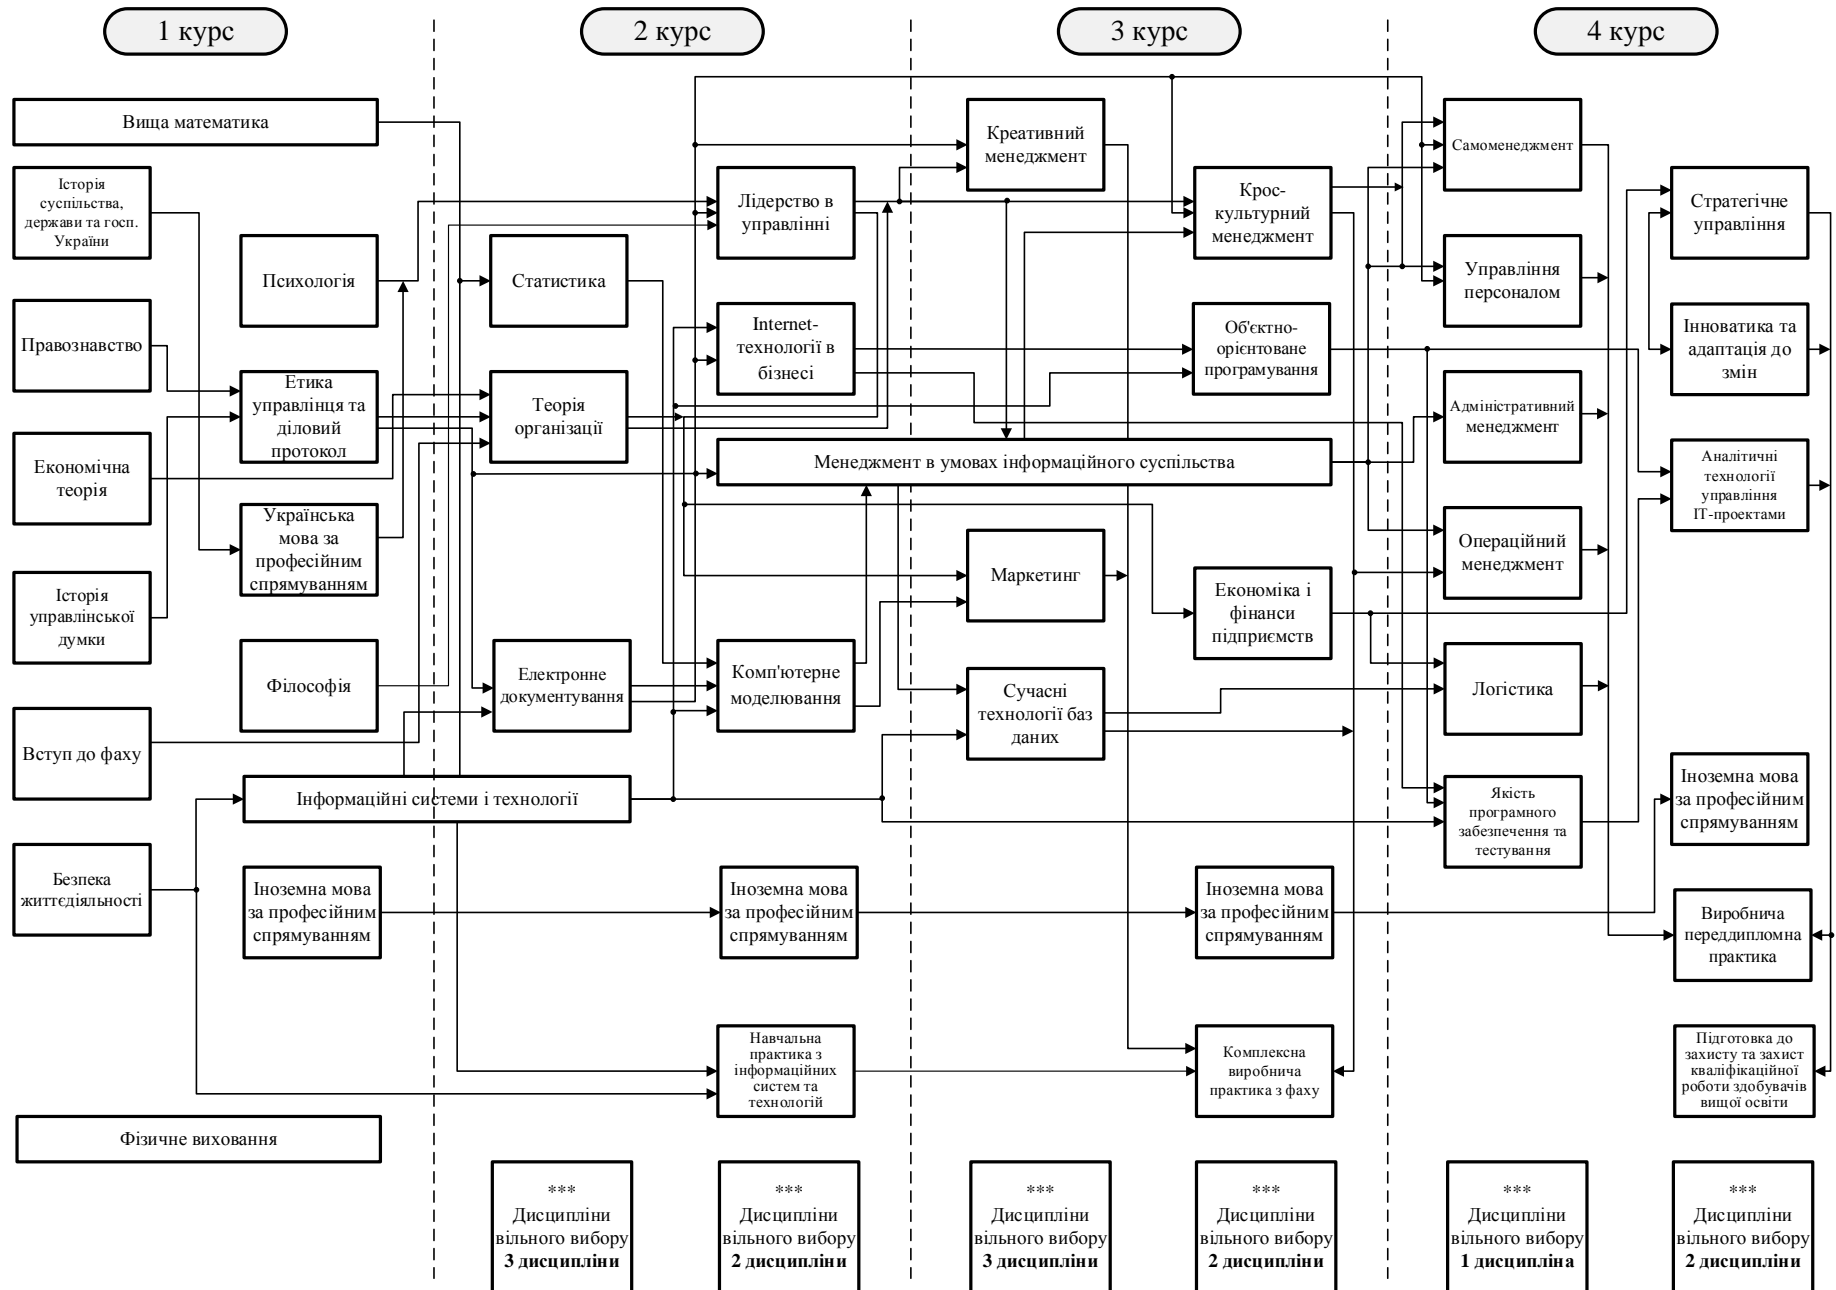 1 курс
2 курс
3 курс
4 курс
Вища математика
Історія
суспільства,
держави та госп.
України
Правознавство
Економічна
теорія
Історія
управлінської
думки
Вступ до фаху
Безпека
життєдіяльності
Фізичне виховання
Психологія
Етика
управлінця та
діловий
протокол
Українська
мова за
професійним
спрямуванням
Філософія
Інформаційні системи і технології
Іноземна мова
за професійним
спрямуванням
Статистика
Теорія
організації
Електронне
документування
***
Дисципліни
вільного вибору
3 дисципліни
Лідерство в
управлінні
Internet-
технології в
бізнесі
Менеджмент в умовах інформаційного суспільства
Комп'ютерне
моделювання
Іноземна мова
за професійним
спрямуванням
Навчальна
практика з
інформаційних
систем та
технологій
***
Дисципліни
вільного вибору
2 дисципліни
Креативний
менеджмент
Маркетинг
Сучасні
технології баз
даних
***
Дисципліни
вільного вибору
3 дисципліни
Крос-
культурний
менеджмент
Об'єктно-
орієнтоване
програмування
Економіка і
фінанси
підприємств
Іноземна мова
за професійним
спрямуванням
Комплексна
виробнича
практика з фаху
***
Дисципліни
вільного вибору
2 дисципліни
Самоменеджмент
Управління
персоналом
Адміністративний
менеджмент
Операційний
менеджмент
Логістика
Якість
програмного
забезпечення та
тестування
***
Дисципліни
вільного вибору
1 дисципліна
Стратегічне
управління
Інноватика та
адаптація до
змін
Аналітичні
технології
управління
ІТ-проектами
Іноземна мова
за професійним
спрямуванням
Виробнича
переддипломна
практика
Підготовка до
захисту та захист
кваліфікаційної
роботи здобувачів
вищої освіти
***
Дисципліни
вільного вибору
2 дисципліни